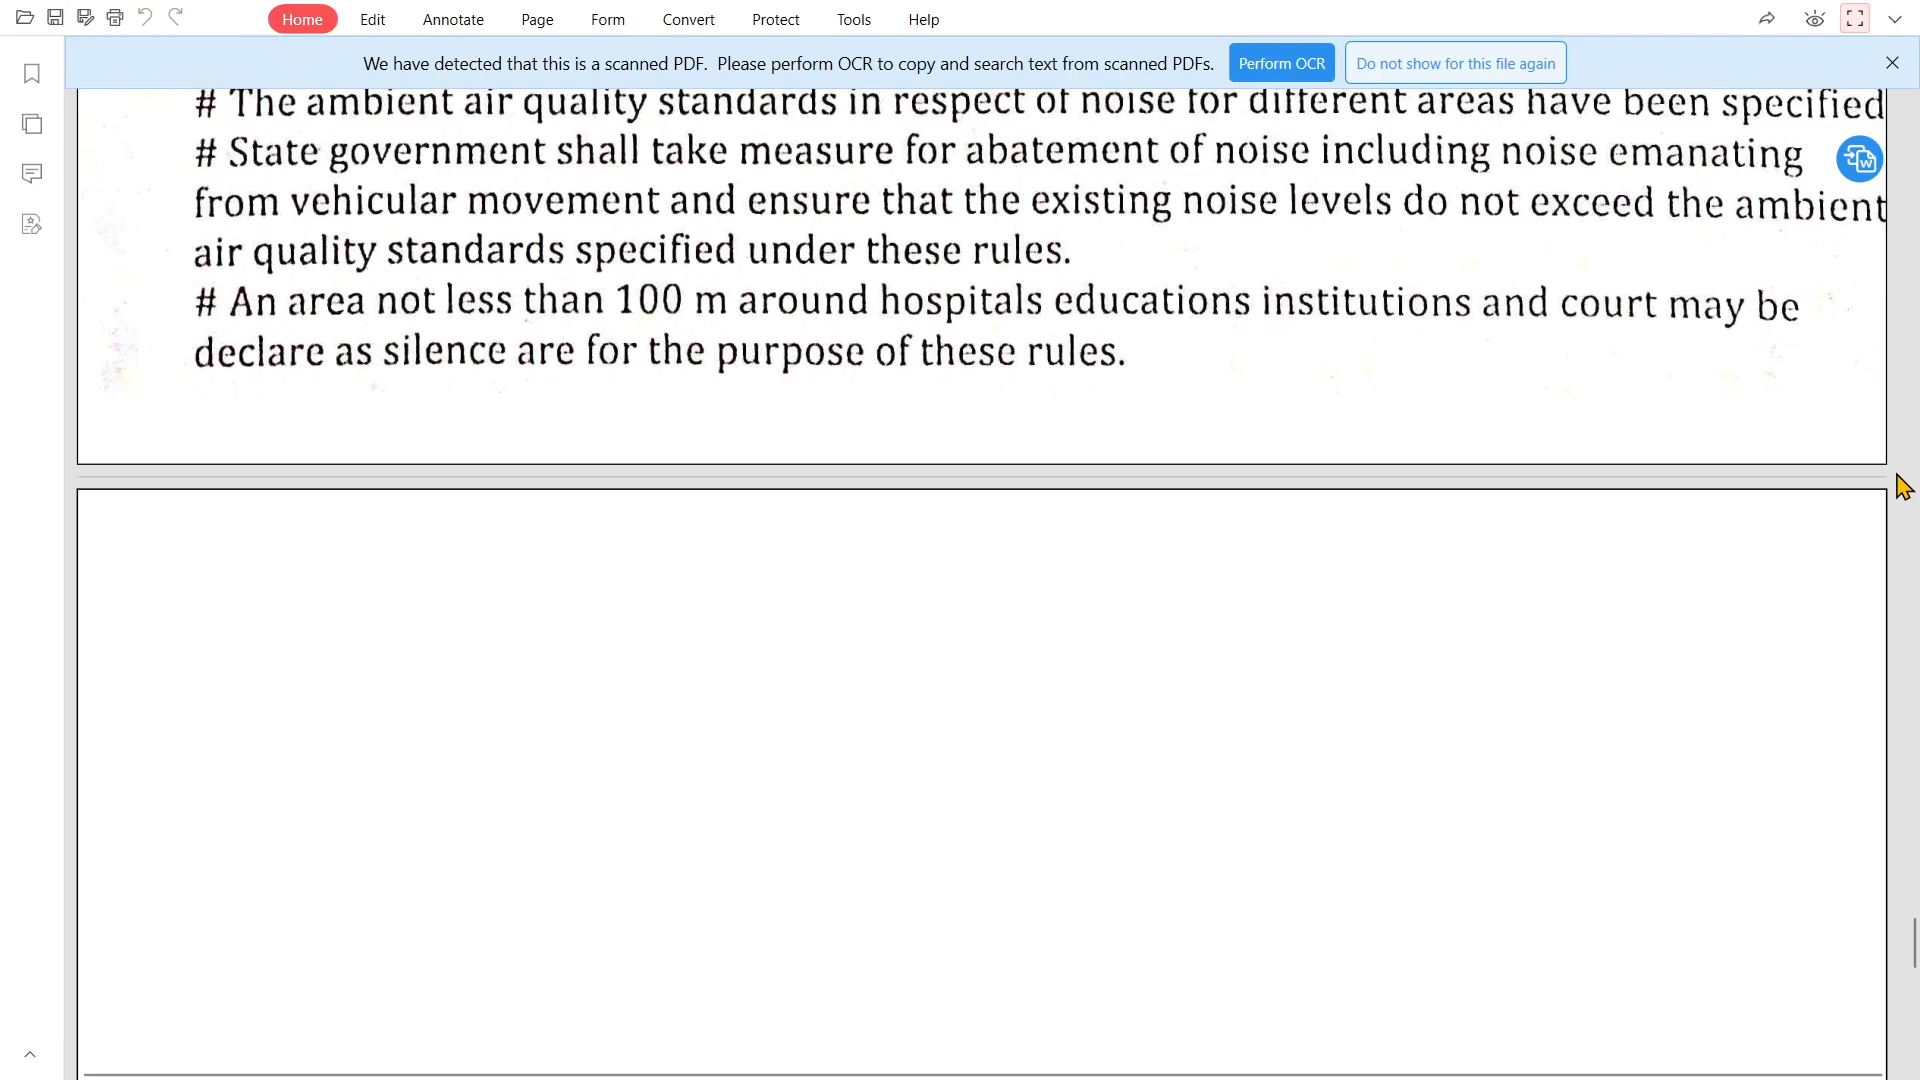 Home Edit Annotate Page Form Convert Protect Tools Help
We have detected that this is a scanned PDF. Please perform OCR to copy and search text from scanned PDFs. Perform OCR Do not show for this file again
# The ambient air quality standards in respect of noise for different areas have been specified
# State government shall take measure for abatement of noise including noise emanating
from vehicular movement and ensure that the existing noise levels do not exceed the ambient
air quality standards specified under these rules.
# An area not less than 100 m around hospitals educations institutions and court may be
declare as silence are for the purpose of these rules.